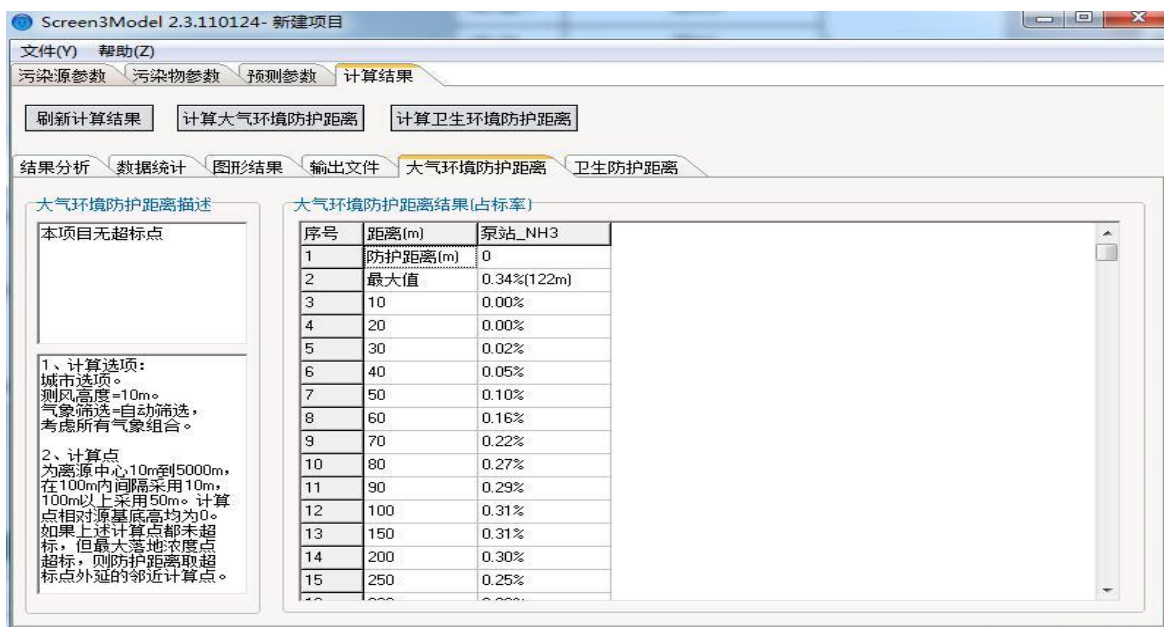 Screen3Model 2.3.110124- 新建项目
文件(Y) 帮助(Z)
污染源参数 污染物参数 预测参数 计算结果
刷新计算结果 计算大气环境防护距离 计算卫生环境防护距离
结果分析 数据统计 图形结果 输出文件 大气环境防护距离 卫生防护距离
大气环境防护距离描述
本项目无超标点
1、计算选项：
城市选项。
测风高度=10m。
气象筛选=自动筛选，
考虑所有气象组合。
2、计算点
为离源中心10m到5000m，
在100m内间隔采用10m，
100m以上采用50m。计算
点相对源基底高均为0。
如果上述计算点都未超
标，但最大落地浓度点
超标，则防护距离取超
标点外延的邻近计算点。
大气环境防护距离结果(占标率)
序号 距离(m) 泵站_NH3
1 防护距离(m) 0
2 最大值 0.34%(122m)
3 10 0.00%
4 20 0.00%
5 30 0.02%
6 40 0.05%
7 50 0.10%
8 60 0.16%
9 70 0.22%
10 80 0.27%
11 90 0.29%
12 100 0.31%
13 150 0.31%
14 200 0.30%
15 250 0.25%